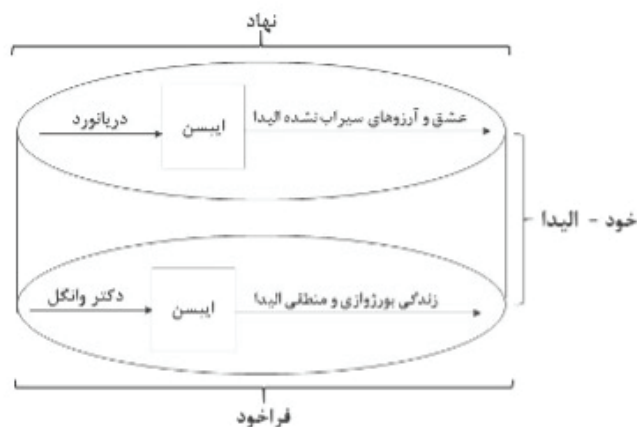 نهاد
دریانورد
ایبسن
عشق و آرزوهای سیراب نشده الیدا
خود - الیدا
دکتر وانگل
ایبسن
زندگی بورژوازی و منطقی الیدا
فراخود